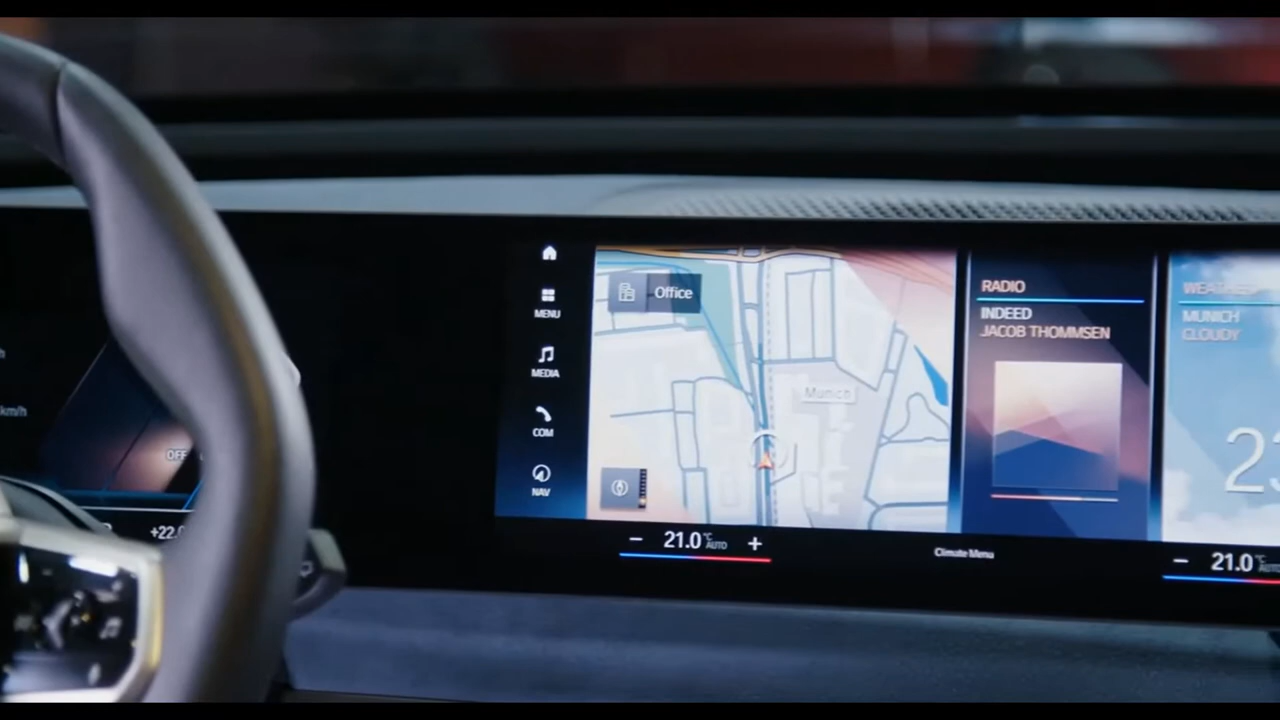 MENU
MEDIA
COM
NAV
Office
Munich
RADIO
INDEED
JACOB THOMMSEN
MUNICH
CLOUDY
km/h
OFF
+22.0
21.0 °C AUTO
Climate Menu
21.0 °C